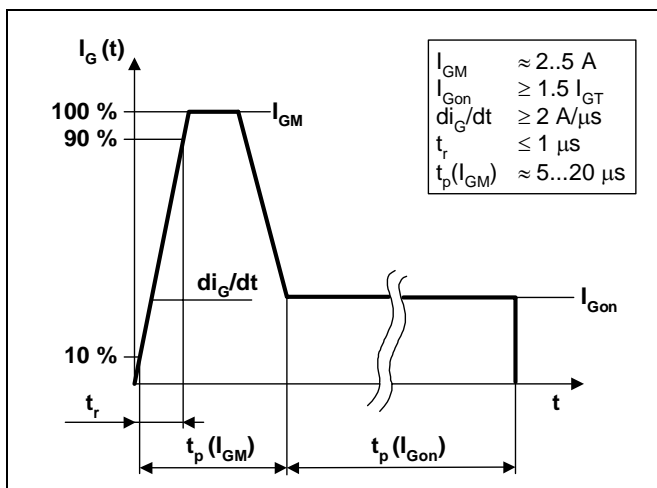 I_G (t)
100 %
90 %
10 %
I_GM
I_GM ≈ 2..5 A
I_Gon ≥ 1.5 I_GT
di_G/dt ≥ 2 A/μs
t_r ≤ 1 μs
t_p(I_GM) ≈ 5...20 μs
di_G/dt
I_Gon
t
t_r
t_p (I_GM)
t_p (I_Gon)